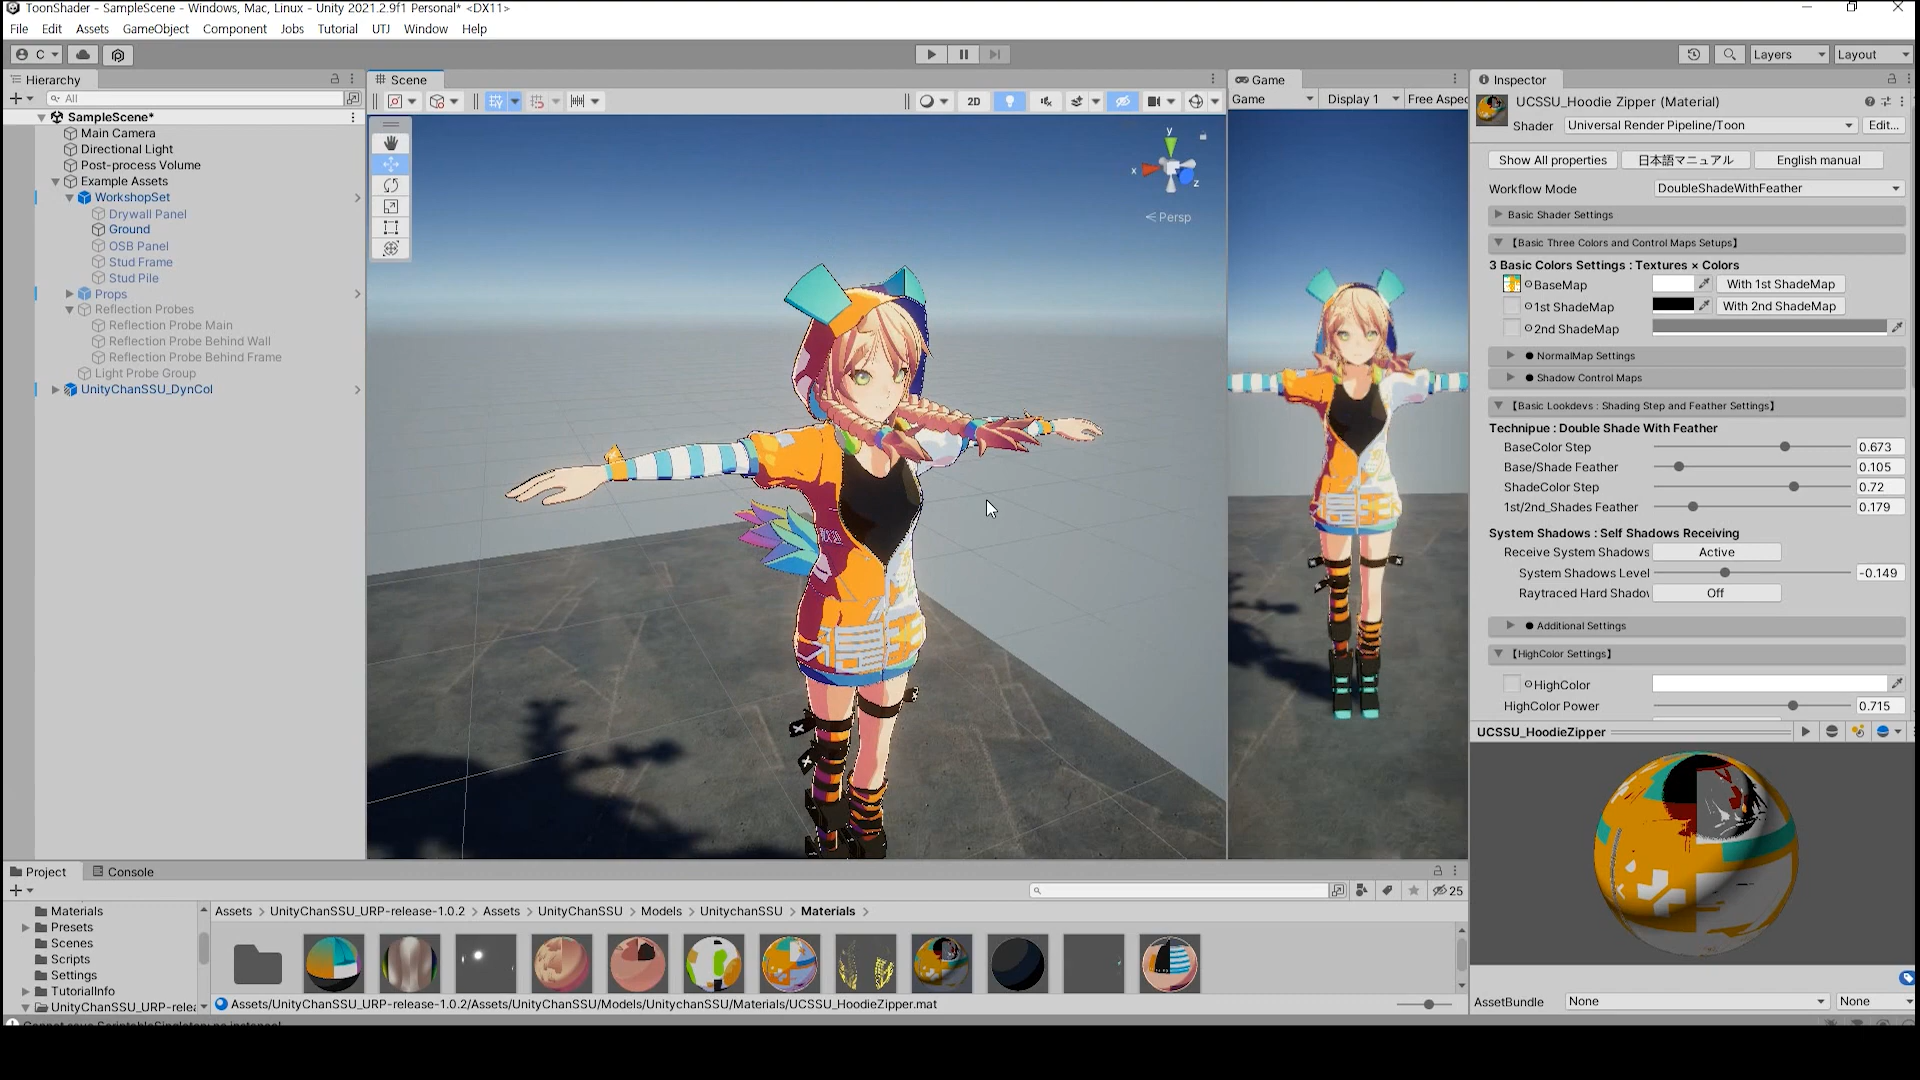 ToonShader - SampleScene - Windows, Mac, Linux - Unity 2021.2.9f1 Personal* <DX11>
File Edit Assets GameObject Component Jobs Tutorial UTJ Window Help
C
Layers
Layout
Hierarchy
All
SampleScene*
Main Camera
Directional Light
Post-process Volume
Example Assets
WorkshopSet
Drywall Panel
Ground
OSB Panel
Stud Frame
Stud Pile
Props
Reflection Probes
Reflection Probe Main
Reflection Probe Behind Wall
Reflection Probe Behind Frame
Light Probe Group
UnityChanSSU_DynCol
Scene
2D
y
x
z
< Persp
Game
Game Display 1 Free Aspec
Inspector
UCSSU_Hoodie Zipper (Material)
Shader Universal Render Pipeline/Toon Edit...
Show All properties 日本語マニュアル English manual
Workflow Mode DoubleShadeWithFeather
Basic Shader Settings
【Basic Three Colors and Control Maps Setups】
3 Basic Colors Settings : Textures × Colors
BaseMap With 1st ShadeMap
1st ShadeMap With 2nd ShadeMap
2nd ShadeMap
● NormalMap Settings
● Shadow Control Maps
【Basic Lookdevs : Shading Step and Feather Settings】
Technipue : Double Shade With Feather
BaseColor Step 0.673
Base/Shade Feather 0.105
ShadeColor Step 0.72
1st/2nd_Shades Feather 0.179
System Shadows : Self Shadows Receiving
Receive System Shadows Active
System Shadows Level -0.149
Raytraced Hard Shadov Off
● Additional Settings
【HighColor Settings】
HighColor
HighColor Power 0.715
UCSSU_HoodieZipper
AssetBundle None None
Project Console
25
Materials
Presets
Scenes
Scripts
Settings
TutorialInfo
UnityChanSSU_URP-relea
Assets > UnityChanSSU_URP-release-1.0.2 > Assets > UnityChanSSU > Models > UnitychanSSU > Materials >
Assets/UnityChanSSU_URP-release-1.0.2/Assets/UnityChanSSU/Models/UnitychanSSU/Materials/UCSSU_HoodieZipper.mat